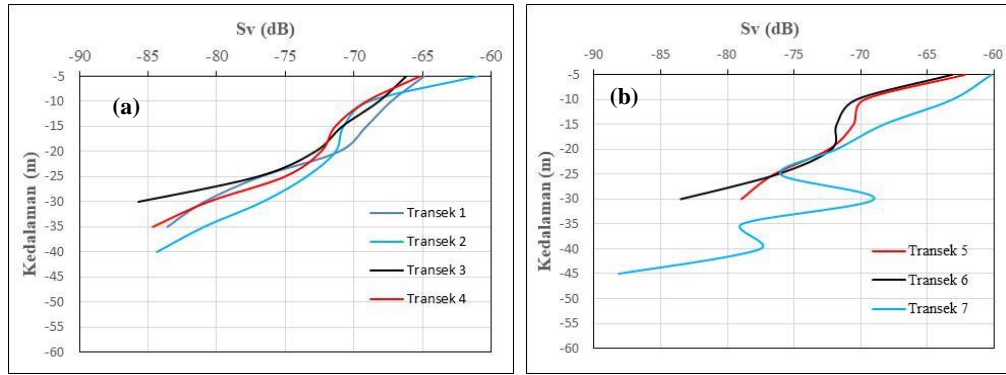 Sv (dB)
-90 -85 -80 -75 -70 -65 -60
-5
-10
-15
-20
-25
-30
-35
-40
-45
-50
-55
-60
Kedalaman (m)
(a)
Transek 1
Transek 2
Transek 3
Transek 4
Sv (dB)
-90 -85 -80 -75 -70 -65 -60
-5
-10
-15
-20
-25
-30
-35
-40
-45
-50
-55
-60
Kedalaman (m)
(b)
Transek 5
Transek 6
Transek 7